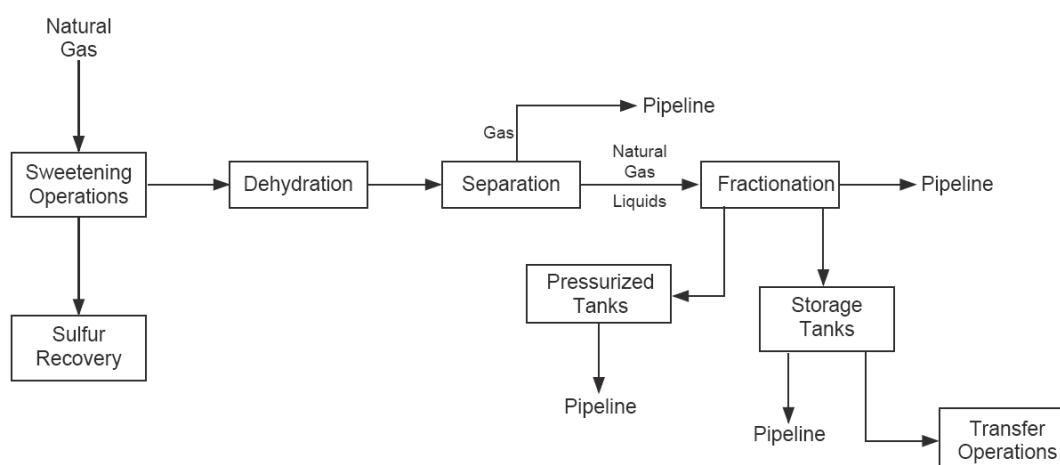 Natural
Gas
Sweetening
Operations
Dehydration
Separation
Gas
Pipeline
Natural
Gas
Liquids
Fractionation
Pipeline
Pressurized
Tanks
Storage
Tanks
Sulfur
Recovery
Pipeline
Pipeline
Transfer
Operations